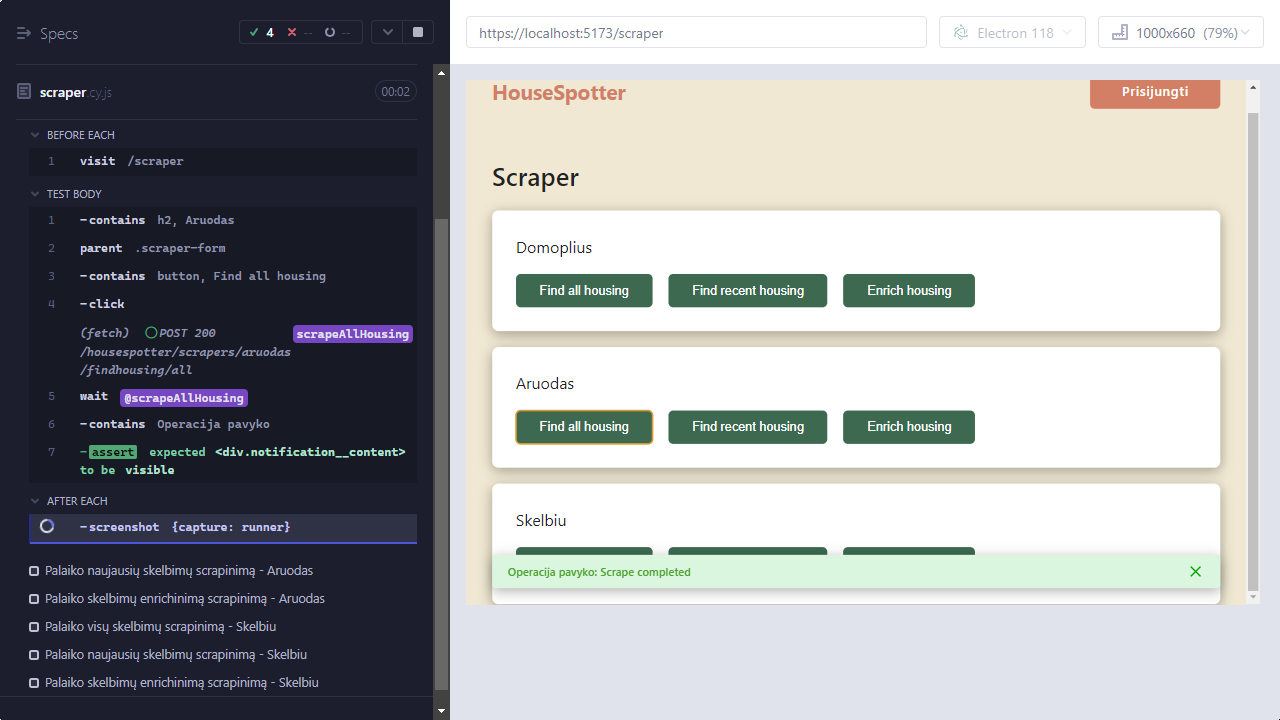 Specs
4
--
--
scraper.cy.js
00:02
BEFORE EACH
1 visit /scraper
TEST BODY
1 -contains h2, Aruodas
2 parent .scraper-form
3 -contains button, Find all housing
4 -click
(fetch) POST 200 scrapeAllHousing
/housespotter/scrapers/aruodas
/findhousing/all
5 wait @scrapeAllHousing
6 -contains Operacija pavyko
7 -assert expected <div.notification__content>
to be visible
AFTER EACH
-screenshot {capture: runner}
Palaiko naujausių skelbimų scrapinimą - Aruodas
Palaiko skelbimų enrichinimą scrapinimą - Aruodas
Palaiko visų skelbimų scrapinimą - Skelbiu
Palaiko naujausių skelbimų scrapinimą - Skelbiu
Palaiko skelbimų enrichinimą scrapinimą - Skelbiu
https://localhost:5173/scraper
Electron 118
1000x660 (79%)
HouseSpotter
Prisijungti
Scraper
Domoplius
Find all housing Find recent housing Enrich housing
Aruodas
Find all housing Find recent housing Enrich housing
Skelbiu
Operacija pavyko: Scrape completed